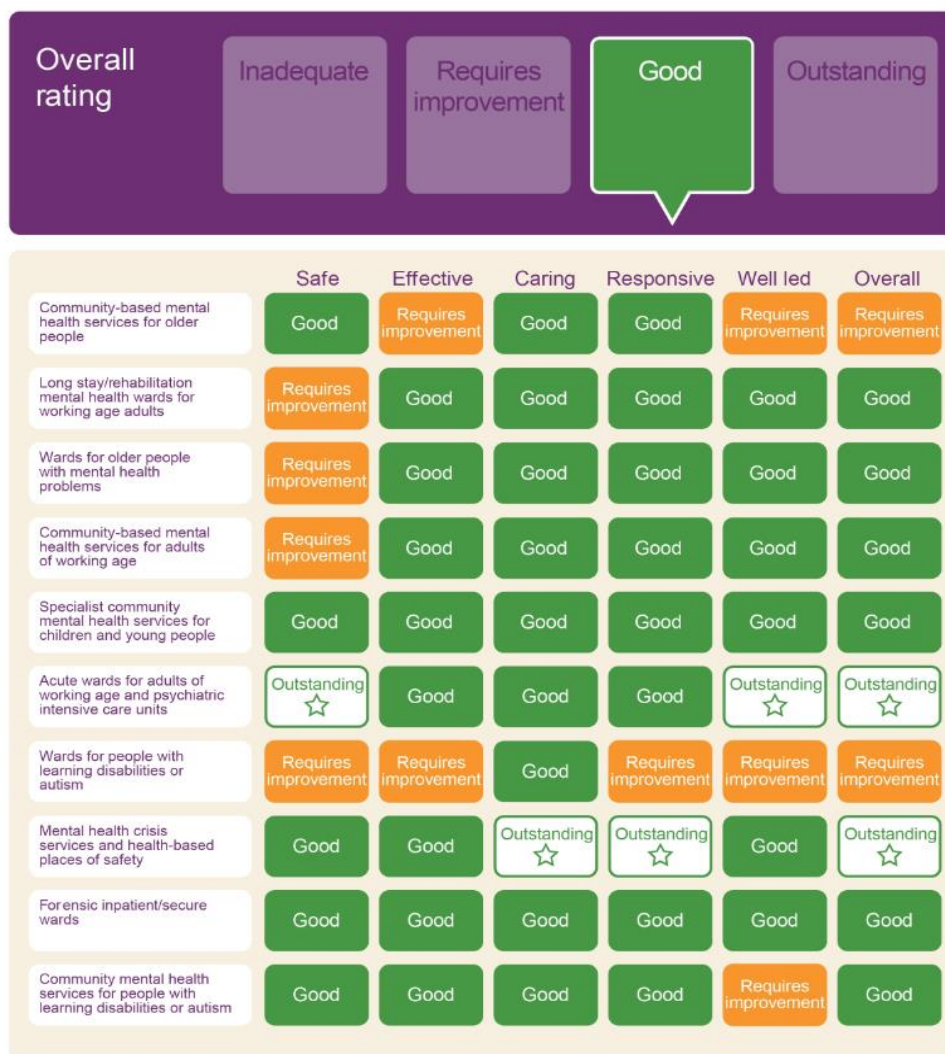 Overall
rating
Inadequate
Requires
improvement
Good
Outstanding
Safe Effective Caring Responsive Well led Overall
Community-based mental
health services for older
people
Good
Requires
improvement
Good
Good
Requires
improvement
Requires
improvement
Long stay/rehabilitation
mental health wards for
working age adults
Requires
improvement
Good
Good
Good
Good
Good
Wards for older people
with mental health
problems
Requires
improvement
Good
Good
Good
Good
Good
Community-based mental
health services for adults
of working age
Requires
improvement
Good
Good
Good
Good
Good
Specialist community
mental health services for
children and young people
Good
Good
Good
Good
Good
Good
Acute wards for adults of
working age and psychiatric
intensive care units
Outstanding
Good
Good
Good
Outstanding
Outstanding
Wards for people with
learning disabilities or
autism
Requires
improvement
Requires
improvement
Good
Requires
improvement
Requires
improvement
Requires
improvement
Mental health crisis
services and health-based
places of safety
Good
Good
Outstanding
Outstanding
Good
Outstanding
Forensic inpatient/secure
wards
Good
Good
Good
Good
Good
Good
Community mental health
services for people with
learning disabilities or autism
Good
Good
Good
Good
Requires
improvement
Good